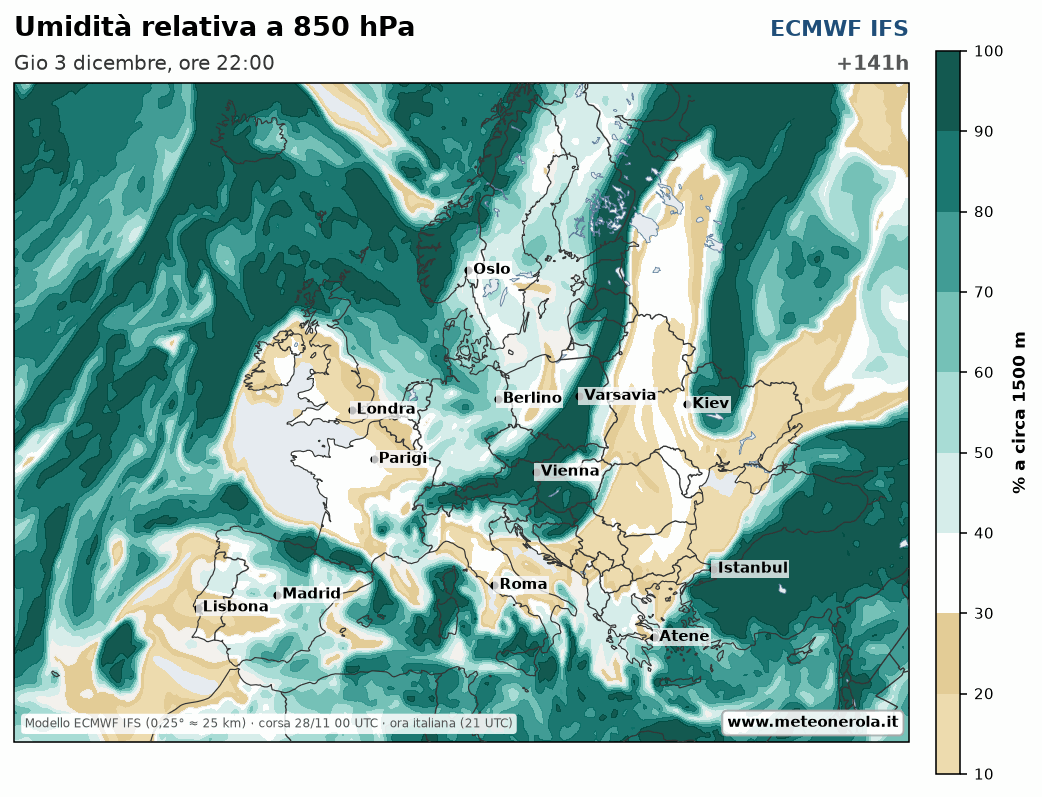 Umidità relativa a 850 hPa
ECMWF IFS
Gio 3 dicembre, ore 22:00
+141h
100
90
80
70
60
50
40
30
20
10
% a circa 1500 m
Oslo
Berlino
Varsavia
Kiev
Londra
Parigi
Vienna
Istanbul
Roma
Madrid
Lisbona
Atene
Modello ECMWF IFS (0,25° ≈ 25 km) · corsa 28/11 00 UTC · ora italiana (21 UTC)
www.meteonerola.it